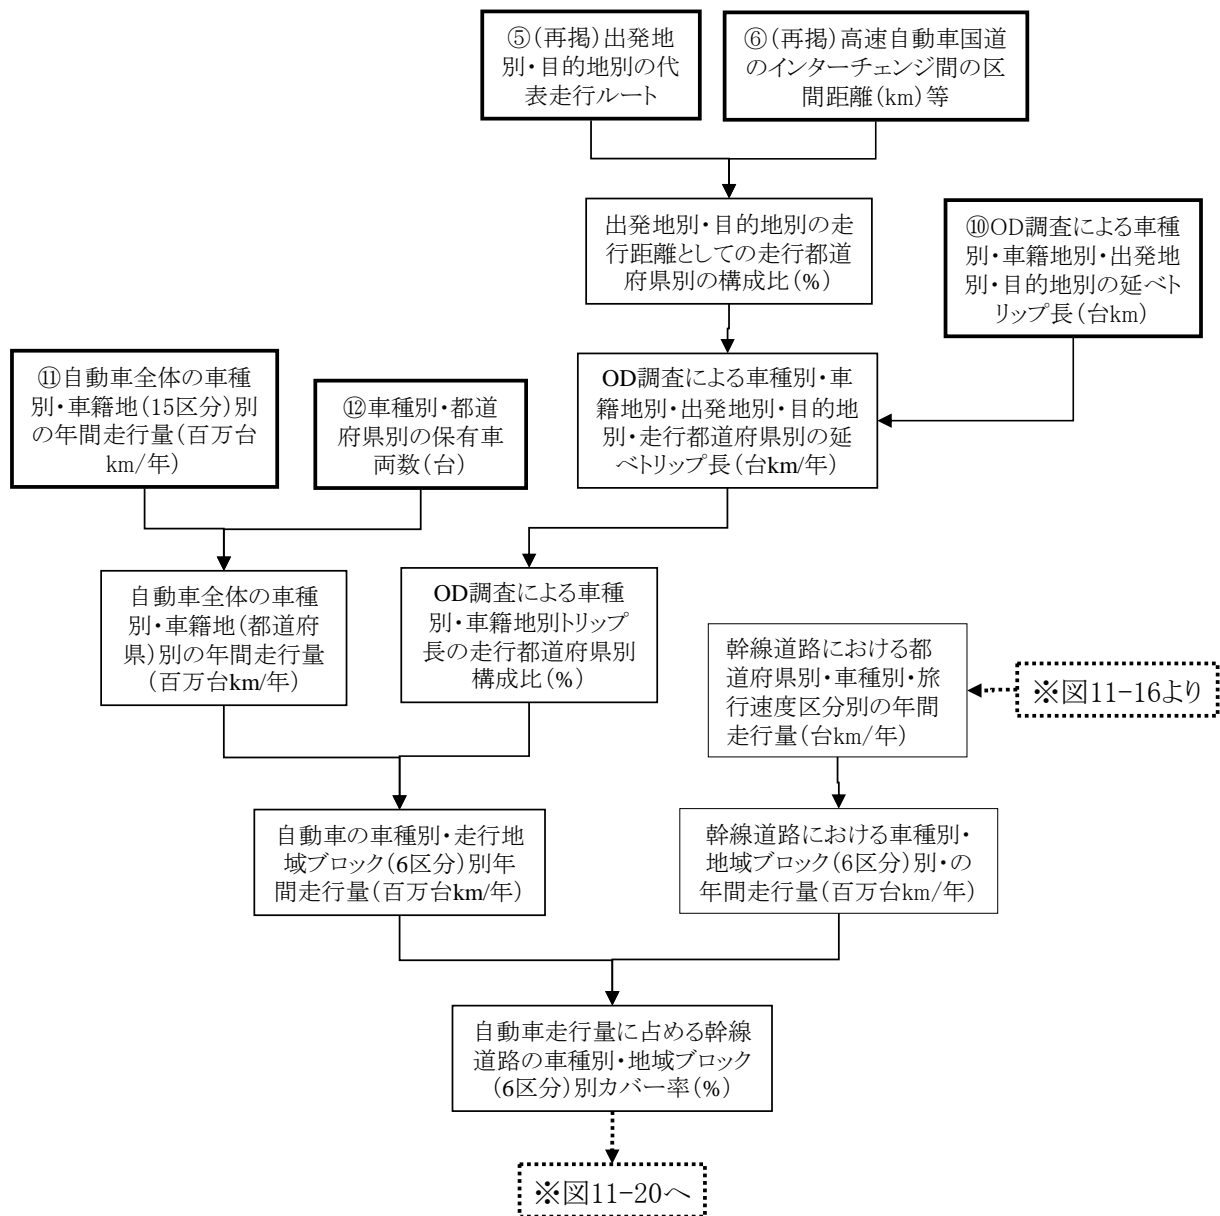 ⑤(再掲)出発地
別・目的地別の代
表走行ルート
⑥(再掲)高速自動車国道
のインターチェンジ間の区
間距離(km)等
出発地別・目的地別の走
行距離としての走行都道
府県別の構成比(%)
⑩OD調査による車種
別・車籍地別・出発地
別・目的地別の延べト
リップ長(台km)
⑪自動車全体の車種
別・車籍地(15区分)別
の年間走行量(百万台
km/年)
⑫車種別・都道
府県別の保有車
両数(台)
OD調査による車種別・車
籍地別・出発地別・目的地
別・走行都道府県別の延
べトリップ長(台km/年)
自動車全体の車種
別・車籍地(都道府
県)別の年間走行量
(百万台km/年)
OD調査による車種
別・車籍地別トリップ
長の走行都道府県別
構成比(%)
幹線道路における都
道府県別・車種別・旅
行速度区分別の年間
走行量(台km/年)
※図11-16より
自動車の車種別・走行地
域ブロック(6区分)別年
間走行量(百万台km/年)
幹線道路における車種別・
地域ブロック(6区分)別・の
年間走行量(百万台km/年)
自動車走行量に占める幹線
道路の車種別・地域ブロック
(6区分)別カバー率(%)
※図11-20へ